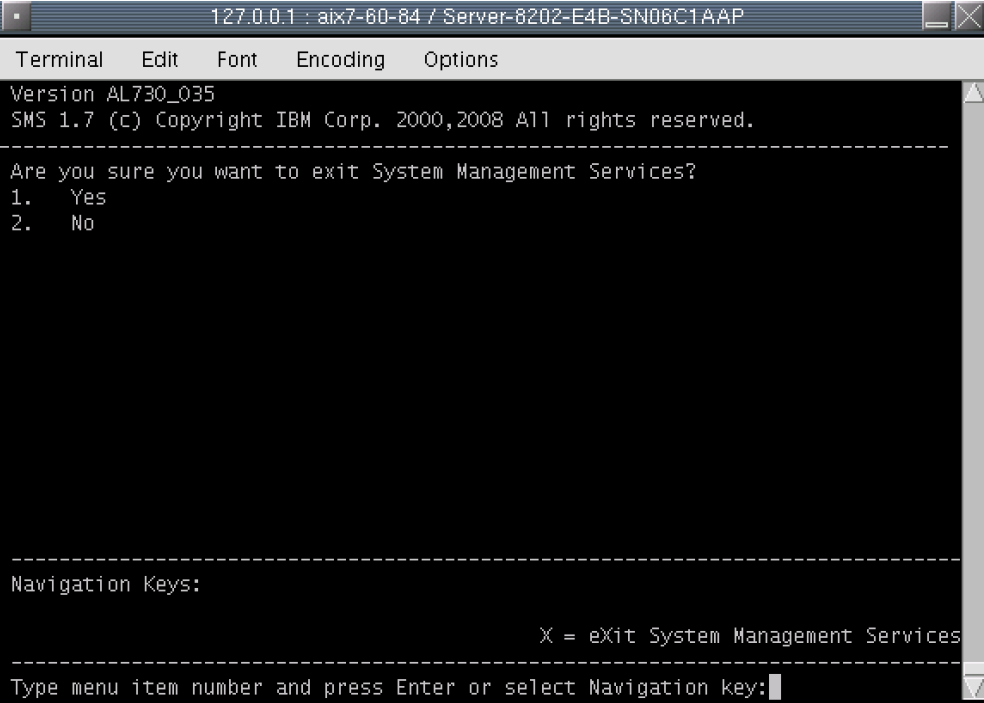 127.0.0.1 : aix7-60-84 / Server-8202-E4B-SN06C1AAP
Terminal Edit Font Encoding Options
Version AL730_035
SMS 1.7 (c) Copyright IBM Corp. 2000,2008 All rights reserved.
-------------------------------------------------------------------------------
Are you sure you want to exit System Management Services?
1.   Yes
2.   No
-------------------------------------------------------------------------------
Navigation Keys:
X = eXit System Management Services
-------------------------------------------------------------------------------
Type menu item number and press Enter or select Navigation key: